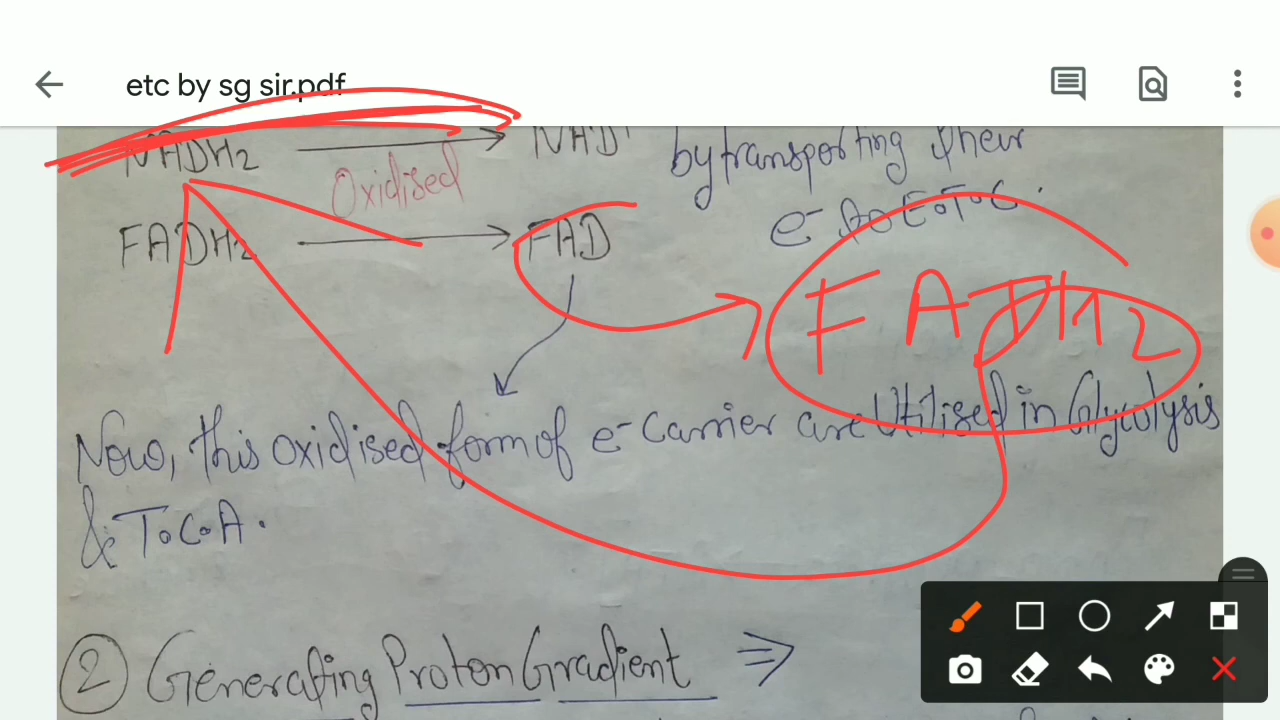 etc by sg sir.pdf
NADH2 Oxidised NAD+ by transporting their
FADH2 FAD e- to E.T.C.
FADH2
Now, this oxidised form of e- carrier are Utilised in Glycolysis
& T.C.A.
② Generating Proton Gradient ⇒